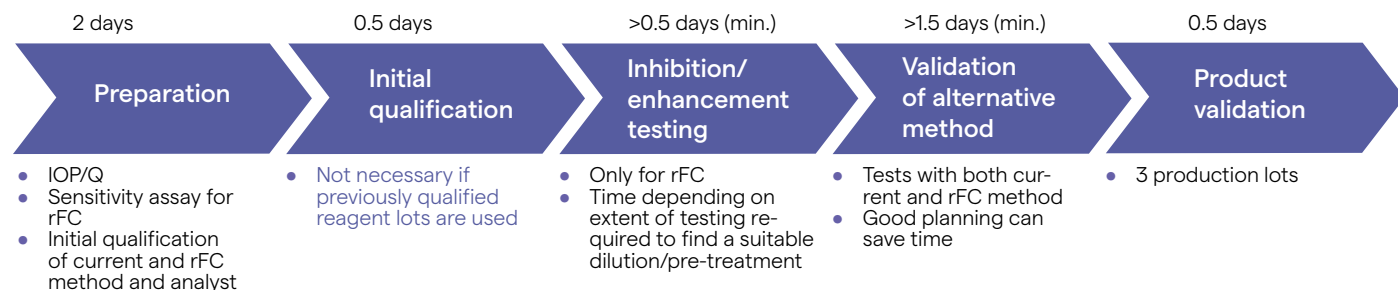 2 days
0.5 days
>0.5 days (min.)
>1.5 days (min.)
0.5 days
Preparation
Initial
qualification
Inhibition/
enhancement
testing
Validation
of alternative
method
Product
validation
• IOP/Q
• Sensitivity assay for
rFC
• Initial qualification
of current and rFC
method and analyst
• Not necessary if
previously qualified
reagent lots are used
• Only for rFC
• Time depending on
extent of testing re-
quired to find a suitable
dilution/pre-treatment
• Tests with both cur-
rent and rFC method
• Good planning can
save time
• 3 production lots